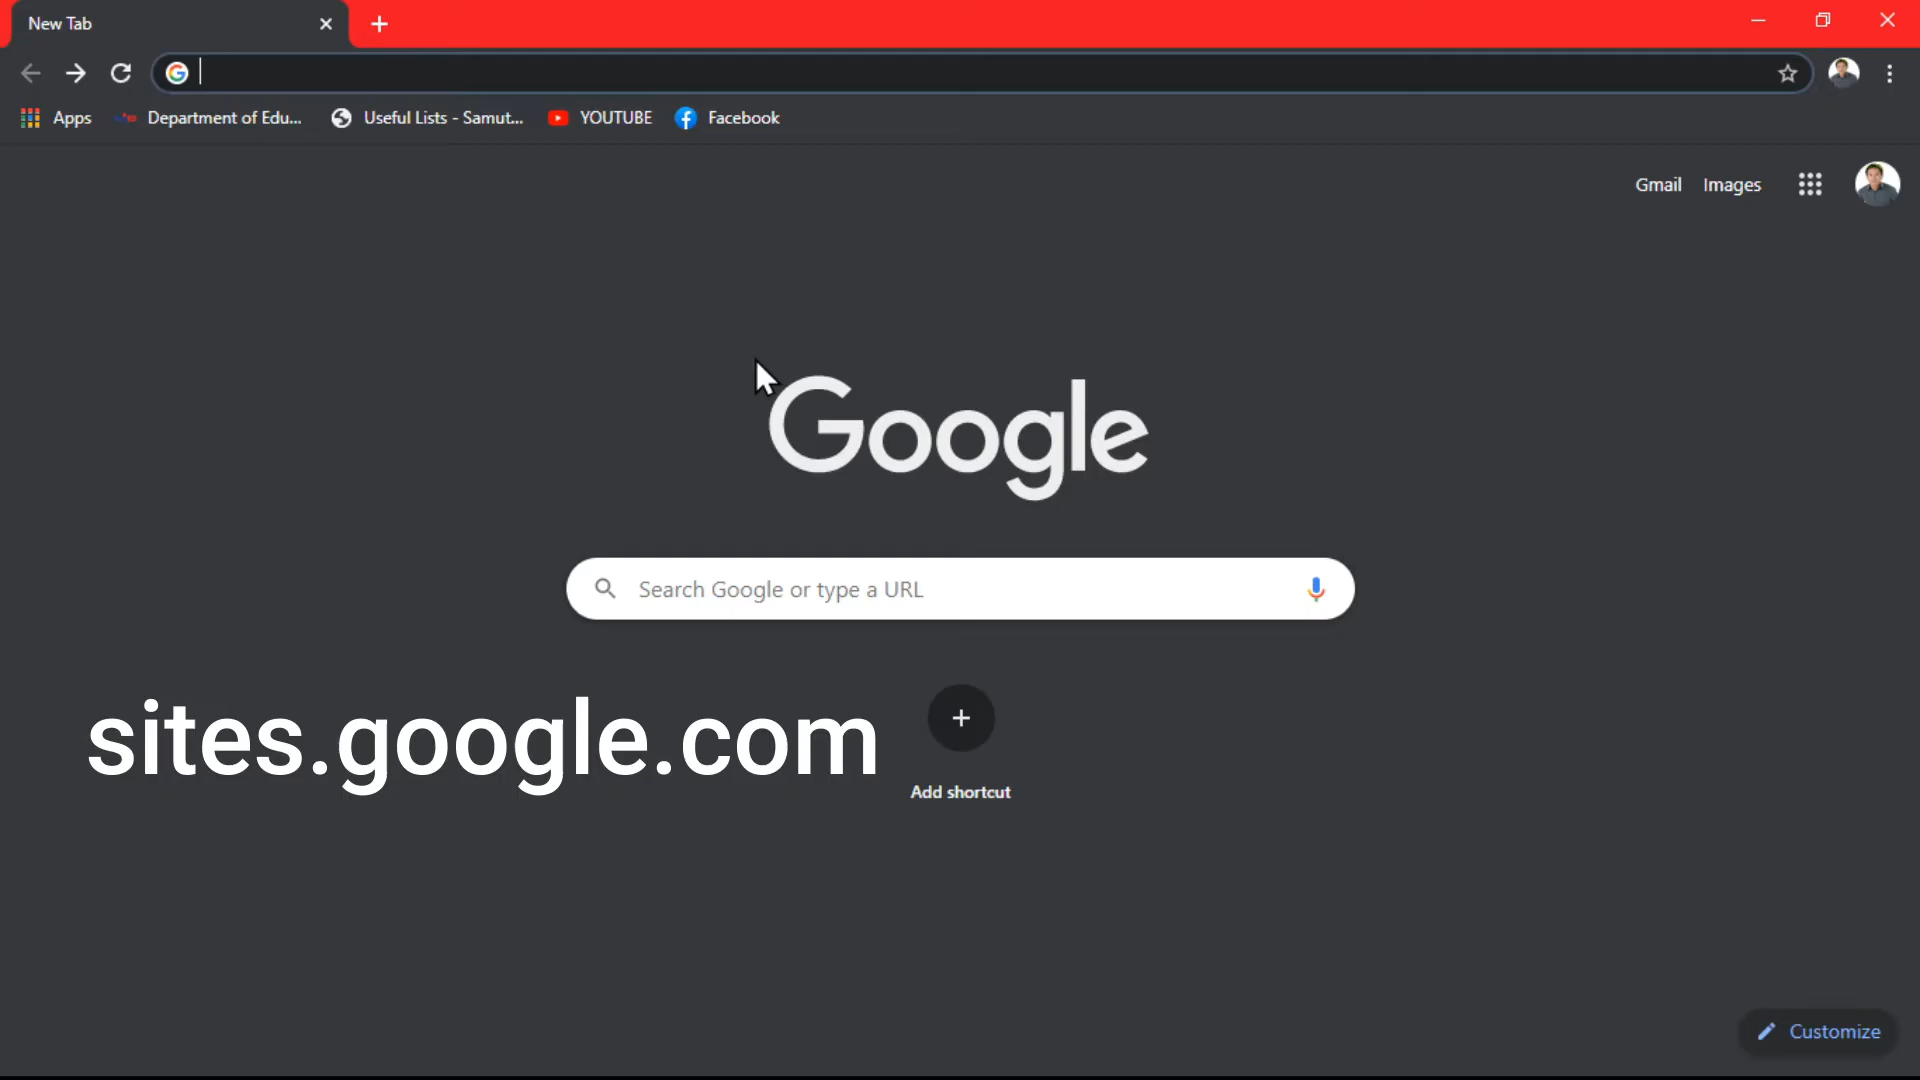 New Tab
Apps
Department of Edu...
Useful Lists - Samut...
YOUTUBE
Facebook
Gmail
Images
Google
Search Google or type a URL
sites.google.com
Add shortcut
Customize